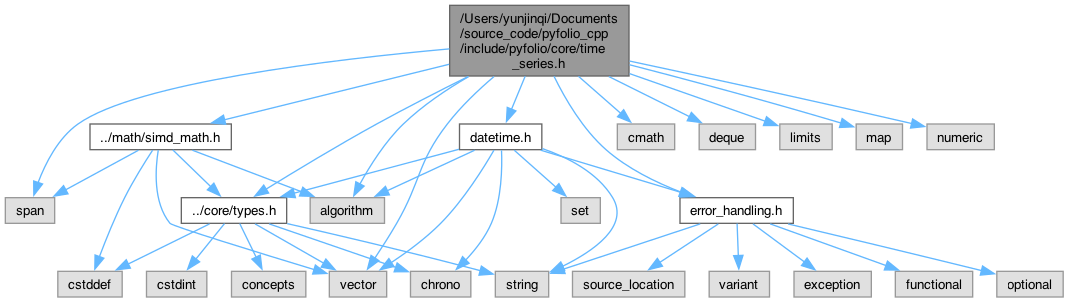 /Users/yunjinqi/Documents
/source_code/pyfolio_cpp
/include/pyfolio/core/time
_series.h
../math/simd_math.h
datetime.h
cmath
deque
limits
map
numeric
span
../core/types.h
algorithm
set
error_handling.h
cstddef
cstdint
concepts
vector
chrono
string
source_location
variant
exception
functional
optional